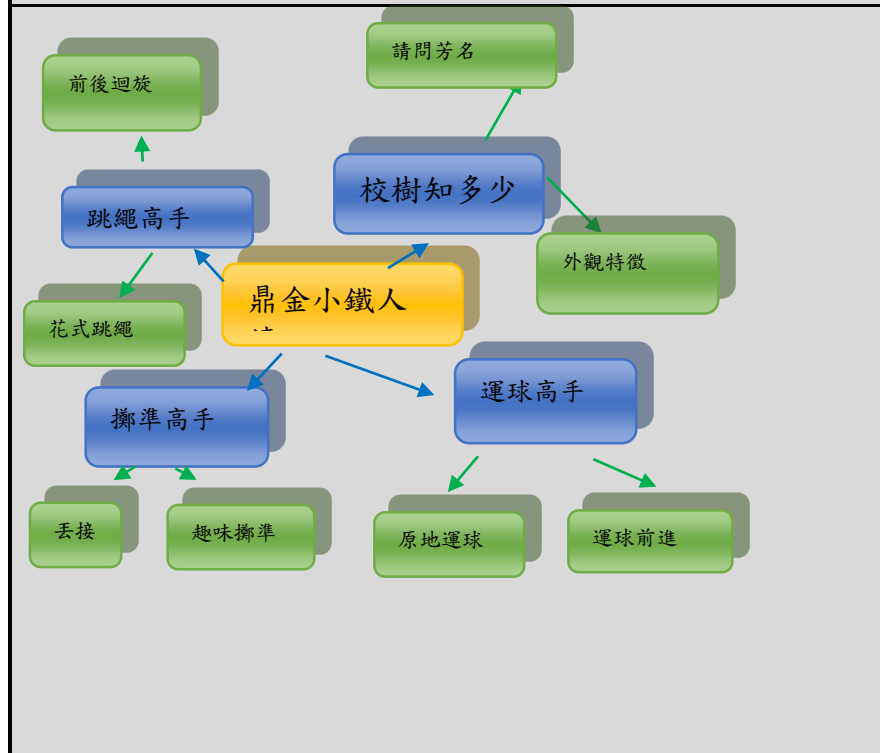 請問芳名
前後迴旋
校樹知多少
跳繩高手
外觀特徵
鼎金小鐵人
花式跳繩
運球高手
擲準高手
丟接
趣味擲準
原地運球
運球前進